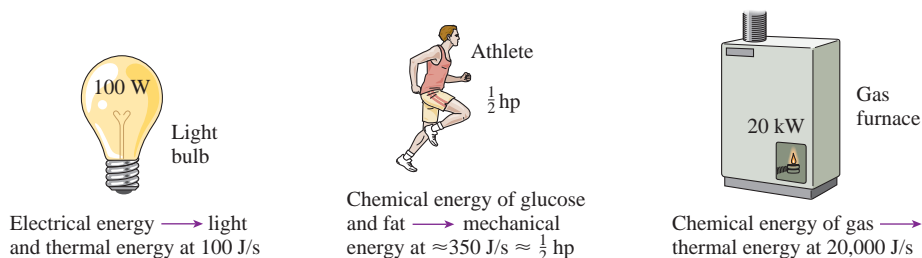 100 W
Light
bulb
Electrical energy ⟶ light
and thermal energy at 100 J/s
Athlete
½ hp
Chemical energy of glucose
and fat ⟶ mechanical
energy at ≈350 J/s ≈ ½ hp
20 kW
Gas
furnace
Chemical energy of gas ⟶
thermal energy at 20,000 J/s